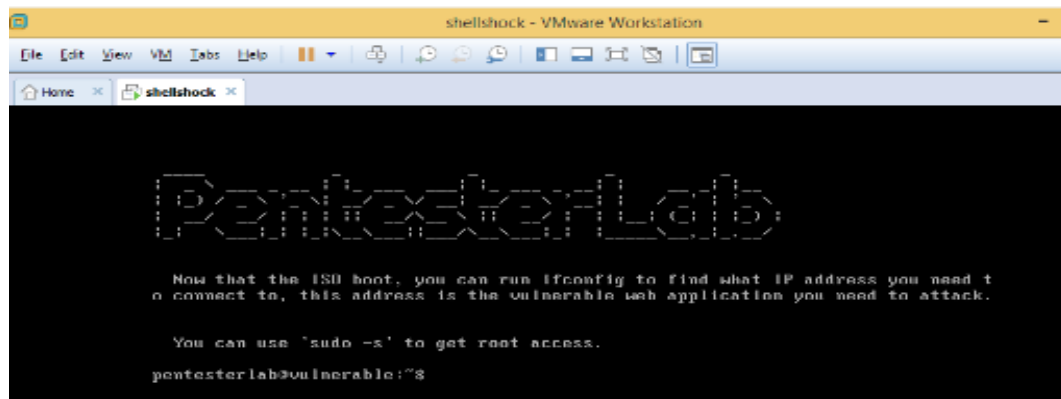 shellshock - VMware Workstation
File Edit View VM Tabs Help
Home shellshock
PentesterLab
Now that the ISO boot, you can run ifconfig to find what IP address you need t
o connect to, this address is the vulnerable web application you need to attack.
You can use 'sudo -s' to get root access.
pentesterlab@vulnerable:~$